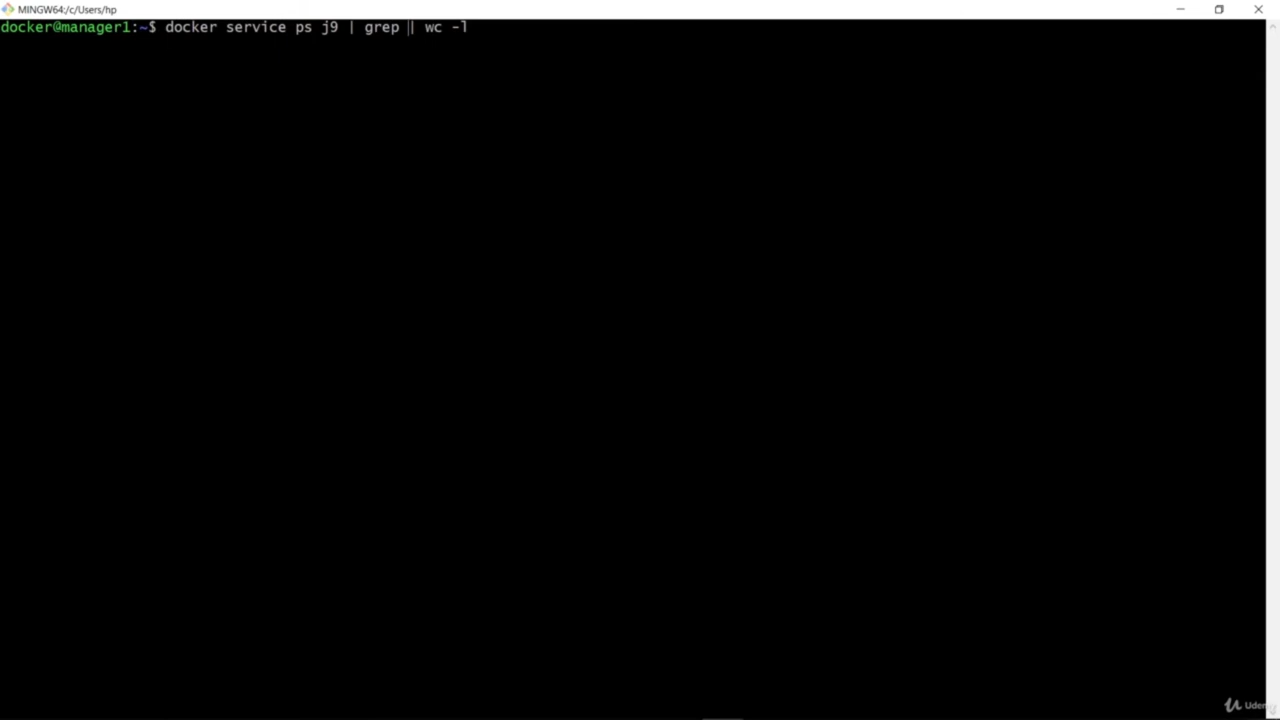 MINGW64:/c/Users/hp
docker@manager1:~$ docker service ps j9 | grep | wc -l